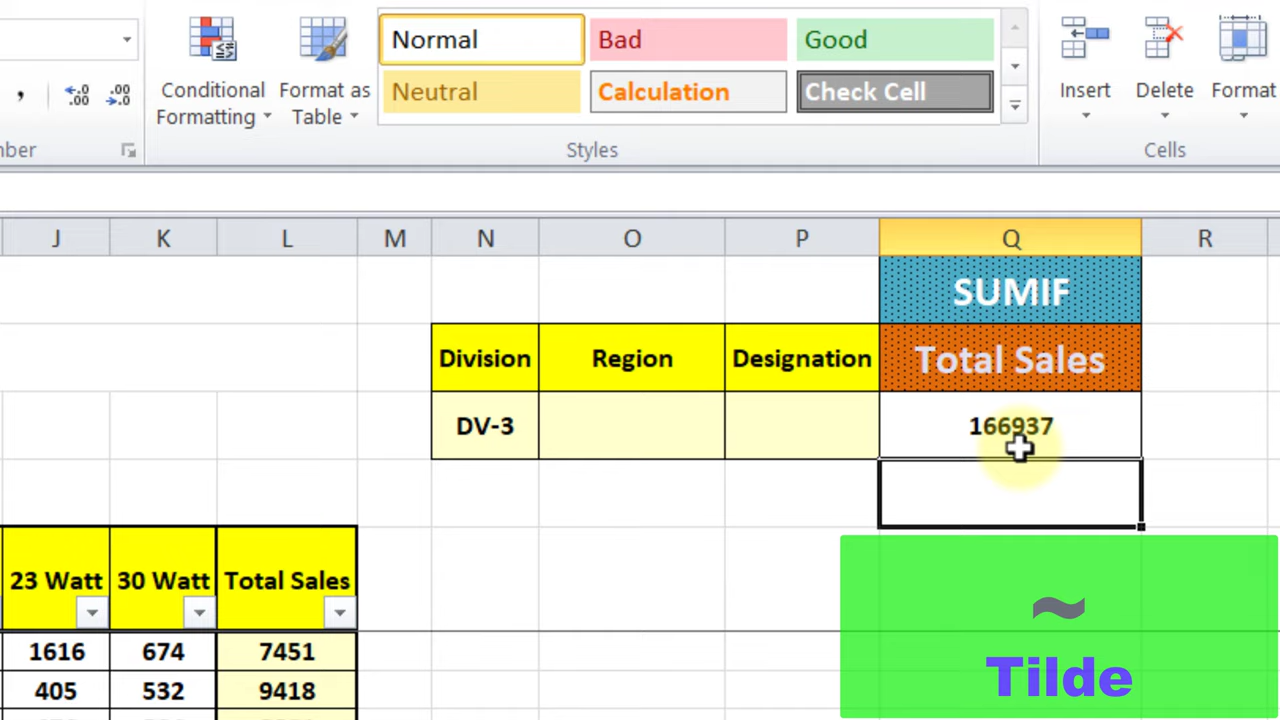 Normal Bad Good
Conditional Formatting Format as Table Neutral Calculation Check Cell Insert Delete Format
Styles Cells
J K L M N O P Q R
SUMIF
Division Region Designation Total Sales
DV-3 166937
23 Watt 30 Watt Total Sales
~
1616 674 7451
Tilde
405 532 9418